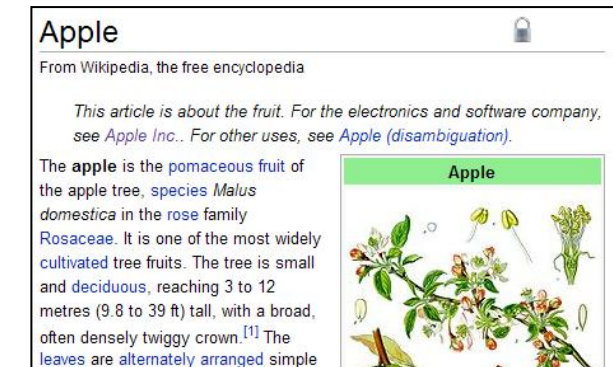 Apple
From Wikipedia, the free encyclopedia
This article is about the fruit. For the electronics and software company,
see Apple Inc.. For other uses, see Apple (disambiguation).
The apple is the pomaceous fruit of
the apple tree, species Malus
domestica in the rose family
Rosaceae. It is one of the most widely
cultivated tree fruits. The tree is small
and deciduous, reaching 3 to 12
metres (9.8 to 39 ft) tall, with a broad,
often densely twiggy crown.[1] The
leaves are alternately arranged simple
Apple